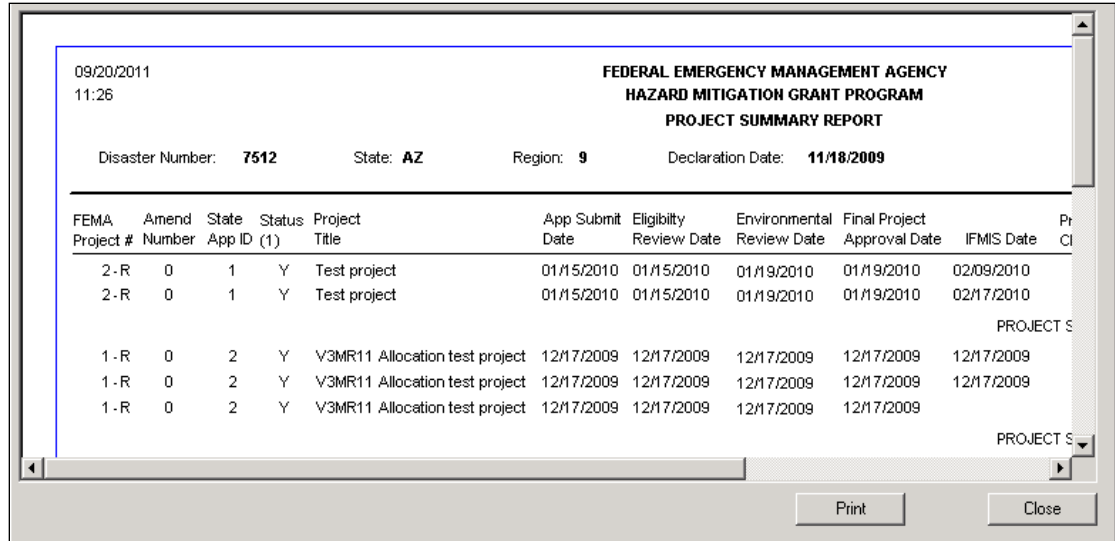 09/20/2011 FEDERAL EMERGENCY MANAGEMENT AGENCY
11:26 HAZARD MITIGATION GRANT PROGRAM
PROJECT SUMMARY REPORT
Disaster Number: 7512 State: AZ Region: 9 Declaration Date: 11/18/2009
FEMA Amend State Status Project App Submit Eligibilty Environmental Final Project
Project # Number App ID (1) Title Date Review Date Review Date Approval Date IFMIS Date
2 - R 0 1 Y Test project 01/15/2010 01/15/2010 01/19/2010 01/19/2010 02/09/2010
2 - R 0 1 Y Test project 01/15/2010 01/15/2010 01/19/2010 01/19/2010 02/17/2010
PROJECT S
1 - R 0 2 Y V3MR11 Allocation test project 12/17/2009 12/17/2009 12/17/2009 12/17/2009 12/17/2009
1 - R 0 2 Y V3MR11 Allocation test project 12/17/2009 12/17/2009 12/17/2009 12/17/2009 12/17/2009
1 - R 0 2 Y V3MR11 Allocation test project 12/17/2009 12/17/2009 12/17/2009 12/17/2009
PROJECT S
Print Close